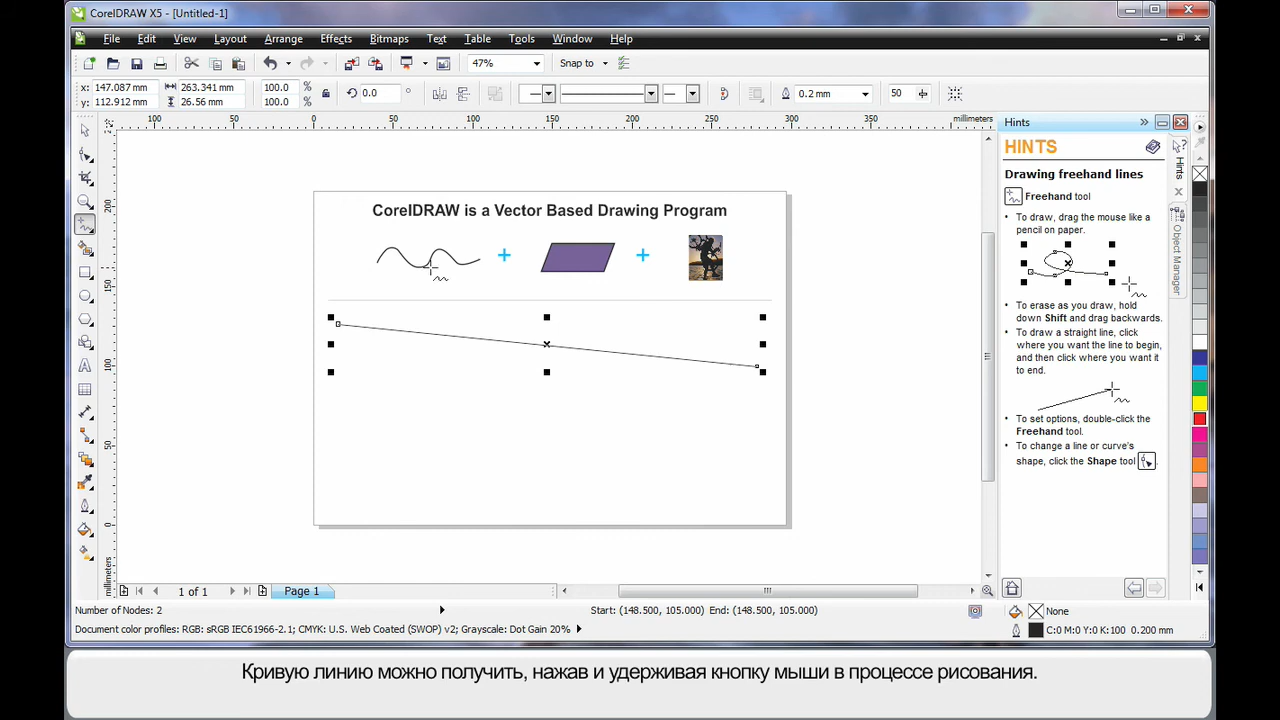 CorelDRAW X5 - [Untitled-1]
File Edit View Layout Arrange Effects Bitmaps Text Table Tools Window Help
47% Snap to
x: 147.087 mm 263.341 mm 100.0 % 0.0 ° 0.2 mm 50
y: 112.912 mm 26.56 mm 100.0 %
100 50 0 50 100 150 200 250 300 350 millimeters
200
150
100
50
0
millimeters
CorelDRAW is a Vector Based Drawing Program
Hints
HINTS
Drawing freehand lines
Freehand tool
• To draw, drag the mouse like a
pencil on paper.
• To erase as you draw, hold
down Shift and drag backwards.
• To draw a straight line, click
where you want the line to begin,
and then click where you want it
to end.
• To set options, double-click the
Freehand tool.
• To change a line or curve's
shape, click the Shape tool .
Hints
Object Manager
1 of 1 Page 1
Number of Nodes: 2 Start: (148.500, 105.000) End: (148.500, 105.000) None
Document color profiles: RGB: sRGB IEC61966-2.1; CMYK: U.S. Web Coated (SWOP) v2; Grayscale: Dot Gain 20% C:0 M:0 Y:0 K:100 0.200 mm
Кривую линию можно получить, нажав и удерживая кнопку мыши в процессе рисования.